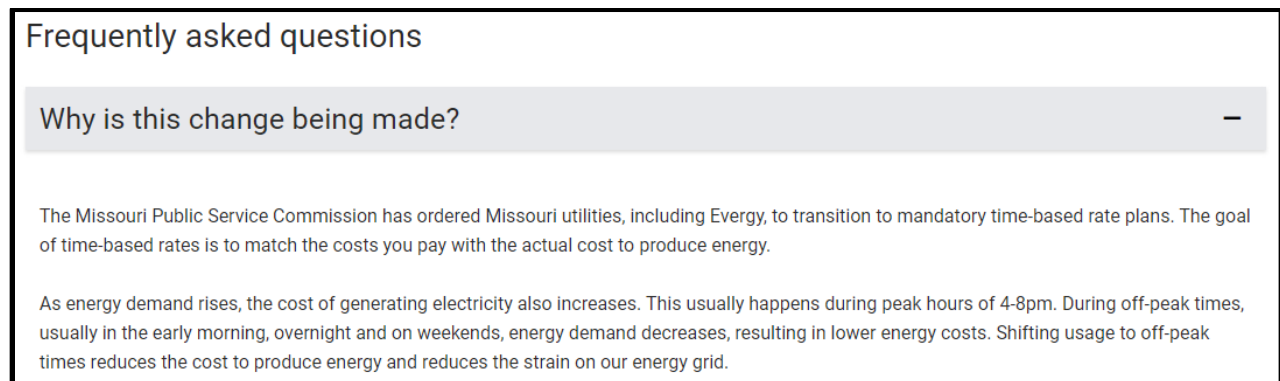 Frequently asked questions
Why is this change being made?
The Missouri Public Service Commission has ordered Missouri utilities, including Evergy, to transition to mandatory time-based rate plans. The goal
of time-based rates is to match the costs you pay with the actual cost to produce energy.
As energy demand rises, the cost of generating electricity also increases. This usually happens during peak hours of 4-8pm. During off-peak times,
usually in the early morning, overnight and on weekends, energy demand decreases, resulting in lower energy costs. Shifting usage to off-peak
times reduces the cost to produce energy and reduces the strain on our energy grid.